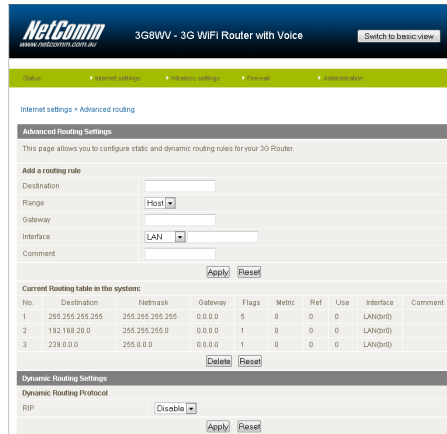 NetComm
www.netcomm.com.au
3G8WV - 3G WiFi Router with Voice
Switch to basic view
Status Internet settings Wireless settings Firewall Administration
Internet settings > Advanced routing
Advanced Routing Settings
This page allows you to configure static and dynamic routing rules for your 3G Router.
Add a routing rule
Destination
Range Host
Gateway
Interface LAN
Comment
Apply Reset
Current Routing table in the system:
No. Destination Netmask Gateway Flags Metric Ref Use Interface Comment
1 255.255.255.255 255.255.255.255 0.0.0.0 5 0 0 0 LAN(br0)
2 192.168.20.0 255.255.255.0 0.0.0.0 1 0 0 0 LAN(br0)
3 239.0.0.0 255.0.0.0 0.0.0.0 1 0 0 0 LAN(br0)
Delete Reset
Dynamic Routing Settings
Dynamic Routing Protocol
RIP Disable
Apply Reset